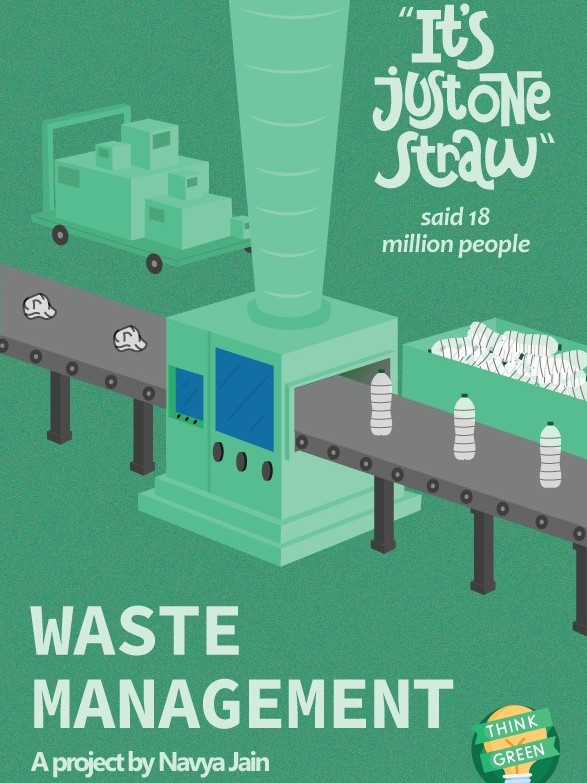 "It's
just one
straw"
said 18
million people
WASTE
MANAGEMENT
A project by Navya Jain
THINK
GREEN